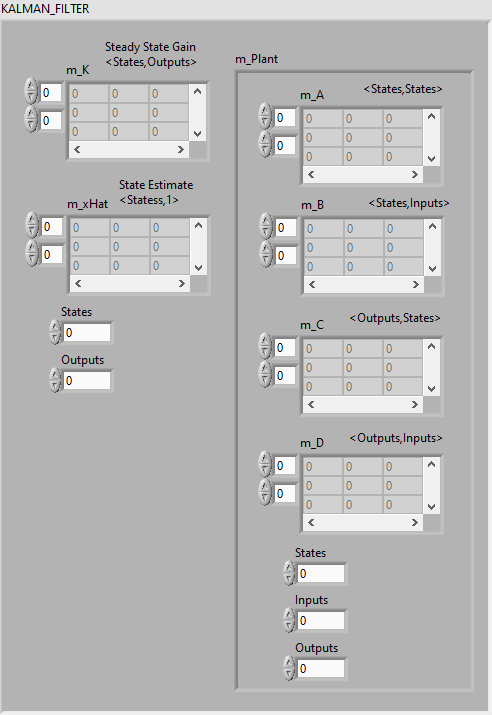 KALMAN_FILTER
Steady State Gain
<States,Outputs>
m_K
0
0
0 0 0
0 0 0
0 0 0
State Estimate
<Statess,1>
m_xHat
0
0
0 0 0
0 0 0
0 0 0
States
0
Outputs
0
m_Plant
m_A <States,States>
0
0
0 0 0
0 0 0
0 0 0
m_B <States,Inputs>
0
0
0 0 0
0 0 0
0 0 0
m_C <Outputs,States>
0
0
0 0 0
0 0 0
0 0 0
m_D <Outputs,Inputs>
0
0
0 0 0
0 0 0
0 0 0
States
0
Inputs
0
Outputs
0